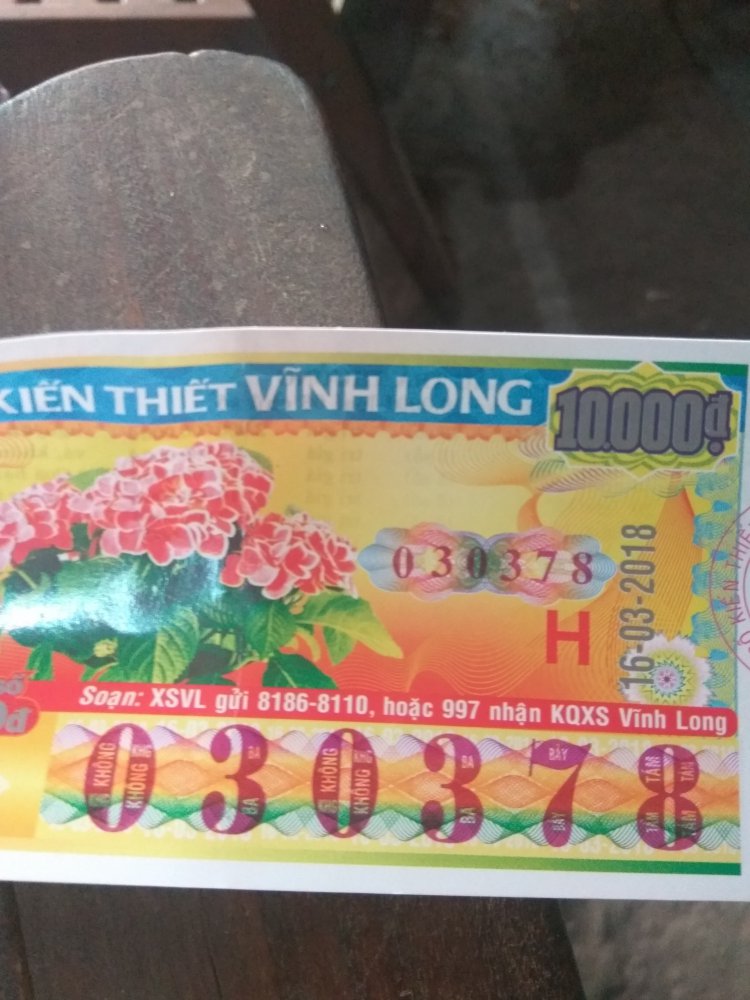 KIẾN THIẾT VĨNH LONG
10.000đ
030378
H
16-03-2018
Soạn: XSVL gửi 8186-8110, hoặc 997 nhận KQXS Vĩnh Long
030378